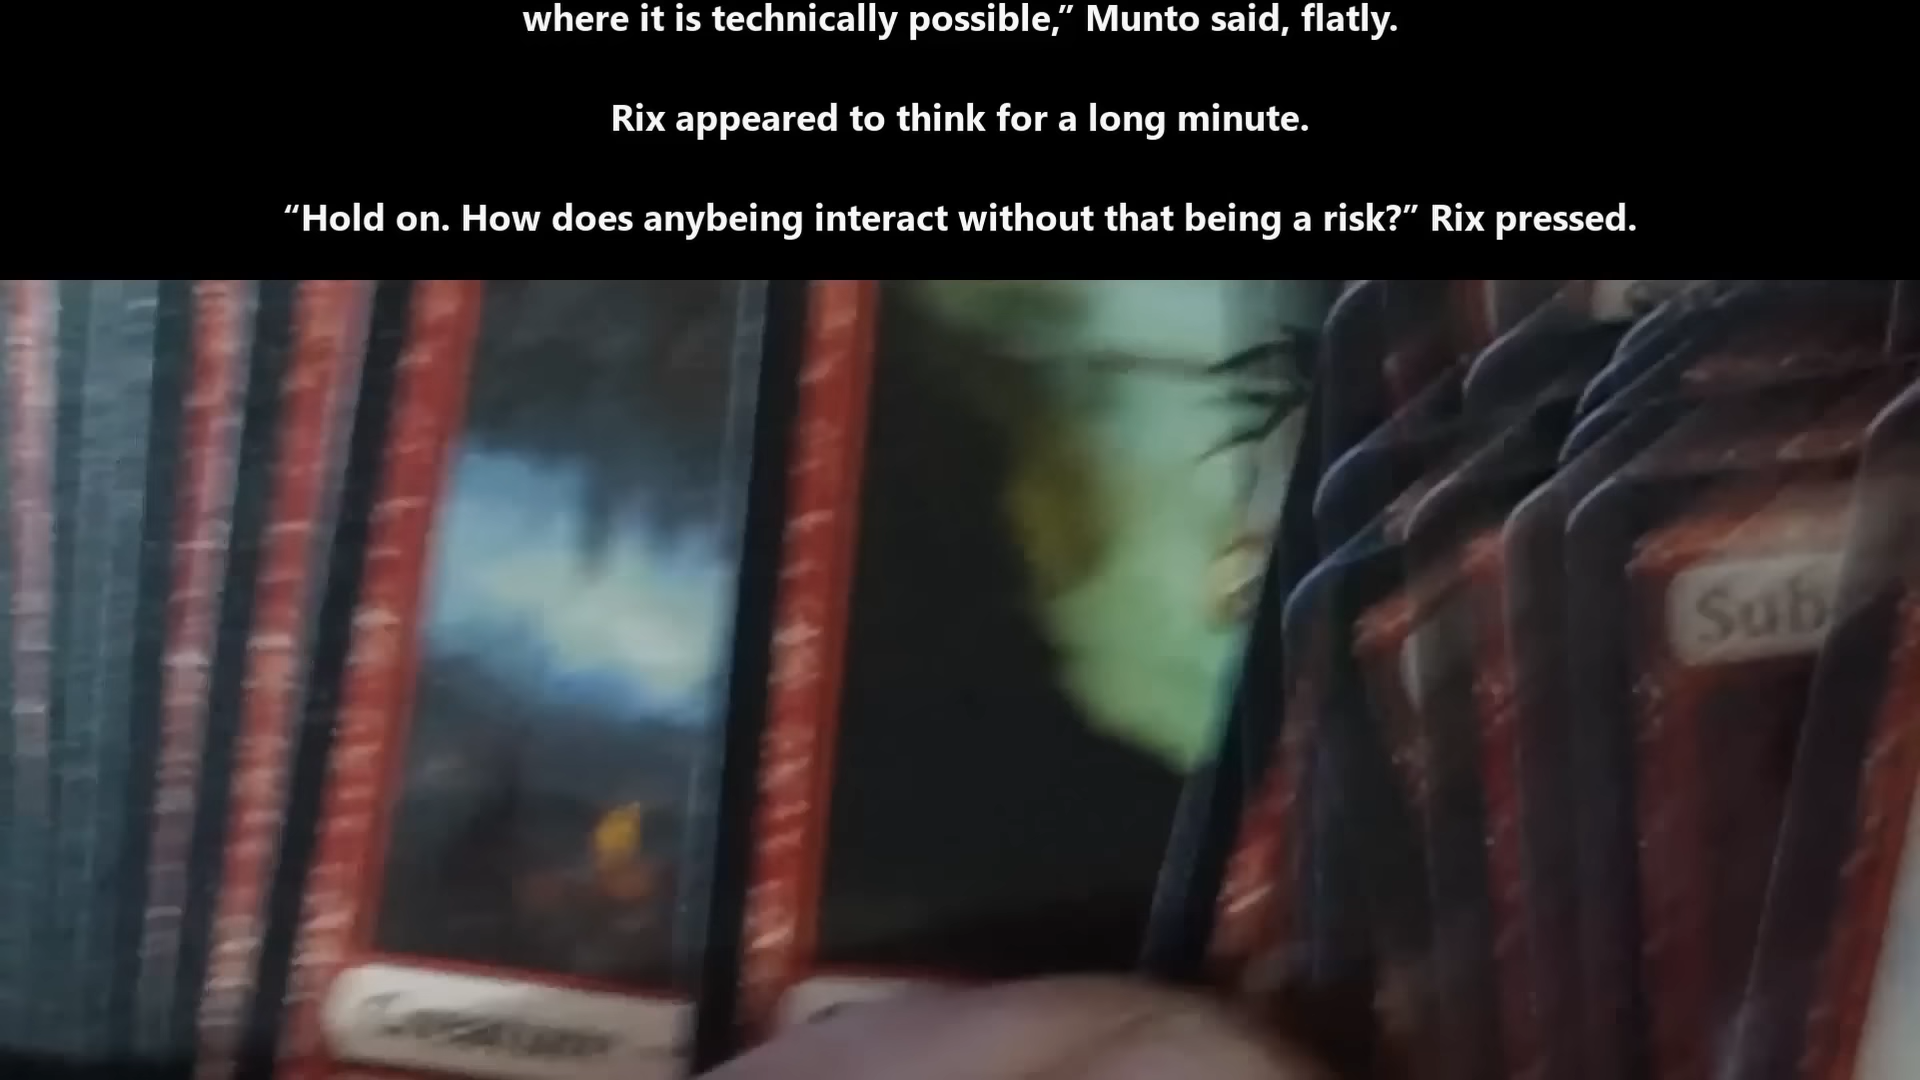 where it is technically possible,” Munto said, flatly.
Rix appeared to think for a long minute.
“Hold on. How does anybeing interact without that being a risk?” Rix pressed.
Sub